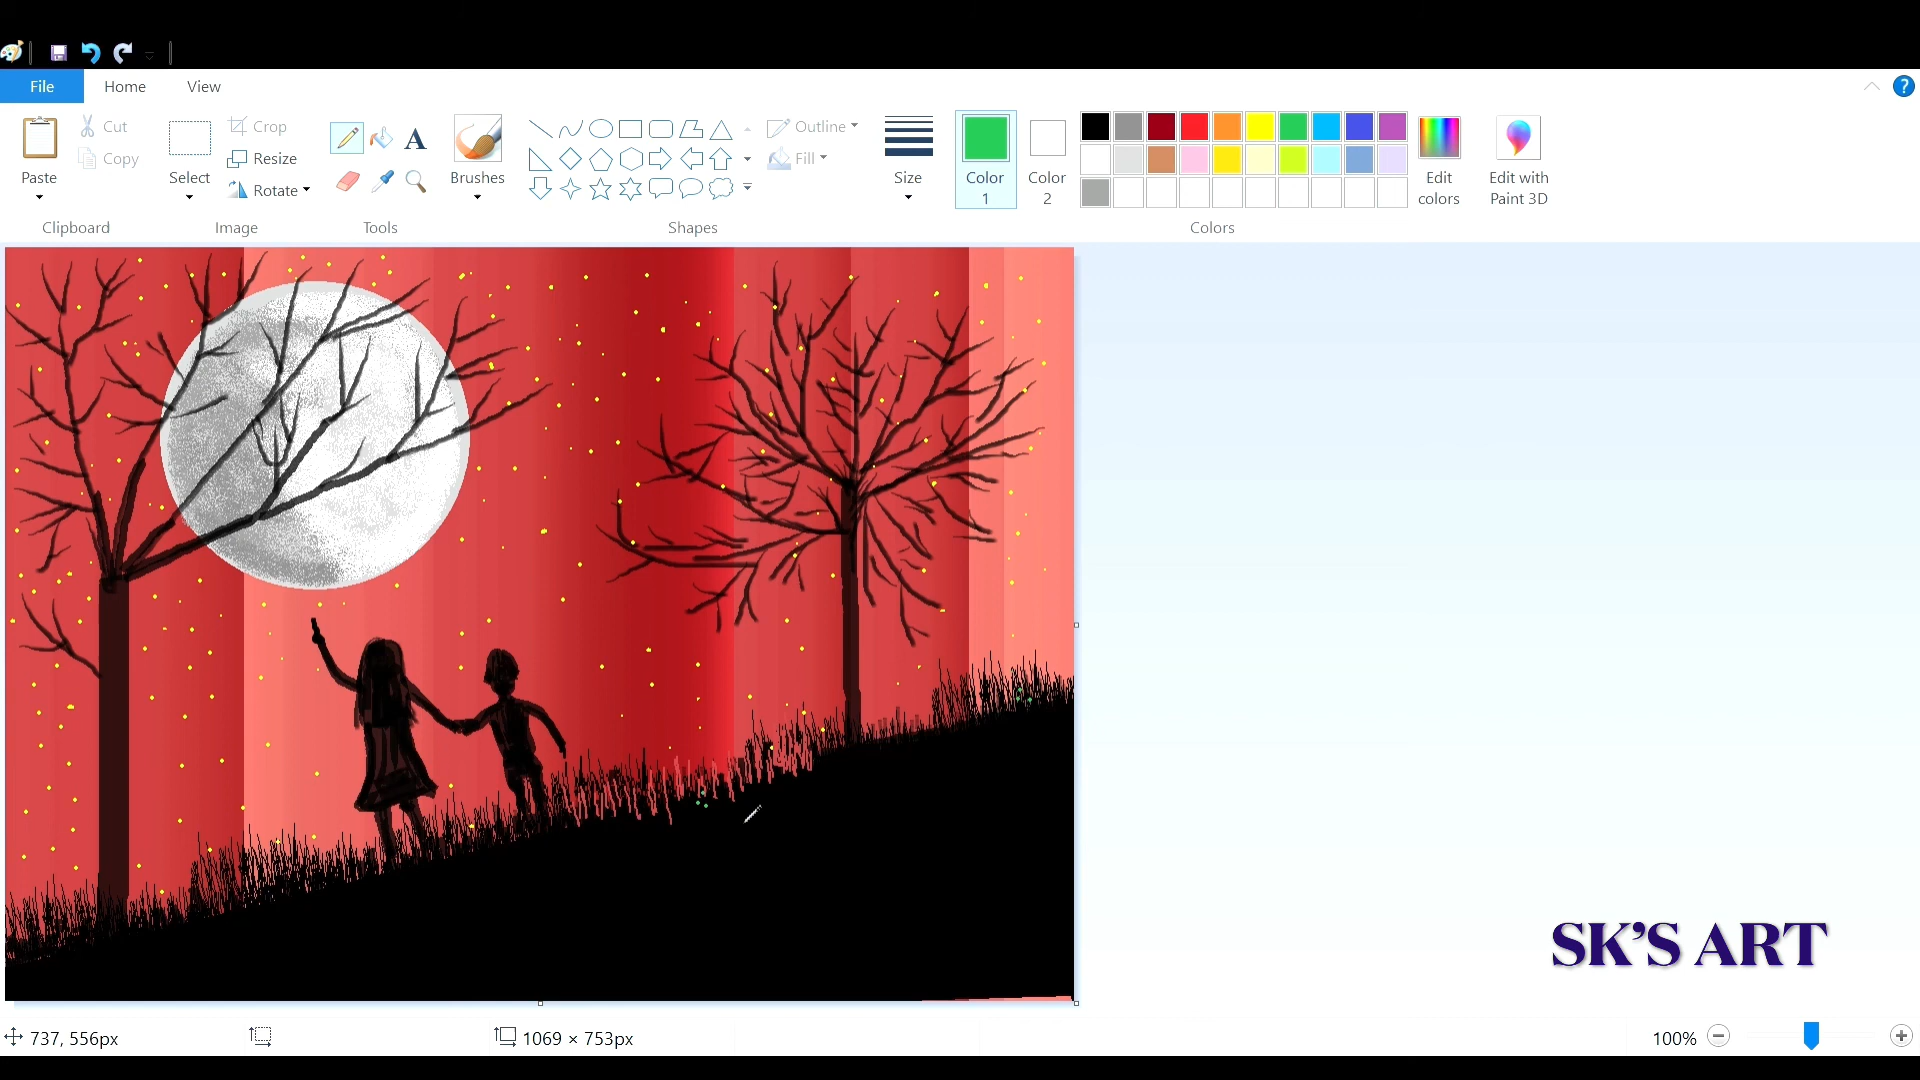 File Home View
Paste
Cut
Copy
Clipboard
Select
Crop
Resize
Rotate
Image
A
Tools
Brushes
Shapes
Outline
Fill
Size
Color
1
Color
2
Edit
colors
Edit with
Paint 3D
Colors
?
SK'S ART
737, 556px
1069 × 753px
100%